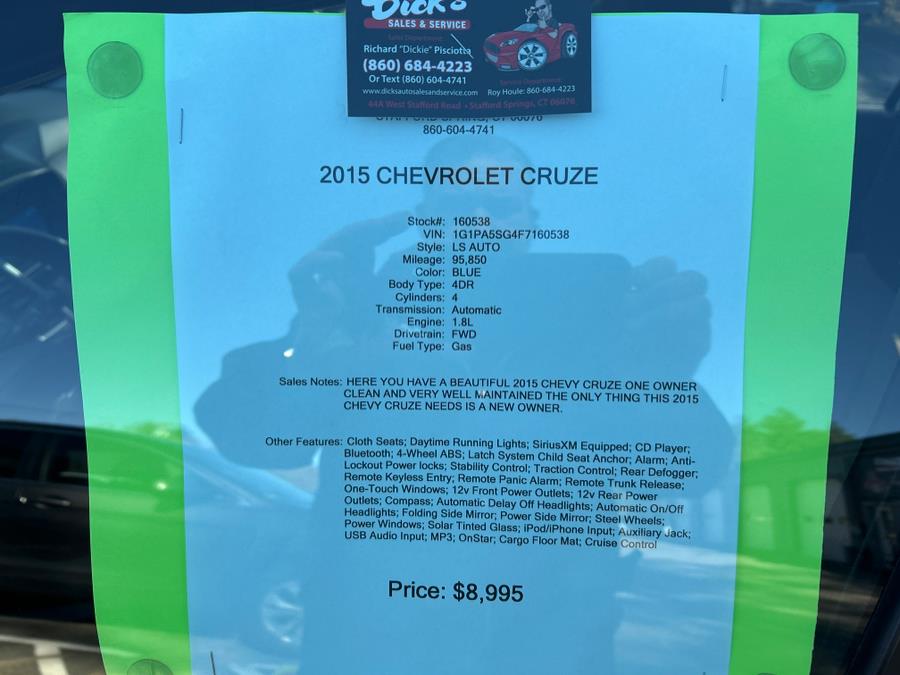 Dick's
SALES & SERVICE
Sales Department:
Richard "Dickie" Pisciotta
(860) 684-4223
Or Text (860) 604-4741
www.dicksautosalesandservice.com
Service Department:
Roy Houle: 860-684-4223
44A West Stafford Road • Stafford Springs, CT 06076
STAFFORD SPRING, CT 06076
860-604-4741
2015 CHEVROLET CRUZE
Stock#: 160538
VIN: 1G1PA5SG4F7160538
Style: LS AUTO
Mileage: 95,850
Color: BLUE
Body Type: 4DR
Cylinders: 4
Transmission: Automatic
Engine: 1.8L
Drivetrain: FWD
Fuel Type: Gas
Sales Notes: HERE YOU HAVE A BEAUTIFUL 2015 CHEVY CRUZE ONE OWNER
CLEAN AND VERY WELL MAINTAINED THE ONLY THING THIS 2015
CHEVY CRUZE NEEDS IS A NEW OWNER.
Other Features: Cloth Seats; Daytime Running Lights; SiriusXM Equipped; CD Player;
Bluetooth; 4-Wheel ABS; Latch System Child Seat Anchor; Alarm; Anti-
Lockout Power locks; Stability Control; Traction Control; Rear Defogger;
Remote Keyless Entry; Remote Panic Alarm; Remote Trunk Release;
One-Touch Windows; 12v Front Power Outlets; 12v Rear Power
Outlets; Compass; Automatic Delay Off Headlights; Automatic On/Off
Headlights; Folding Side Mirror; Power Side Mirror; Steel Wheels;
Power Windows; Solar Tinted Glass; iPod/iPhone Input; Auxiliary Jack;
USB Audio Input; MP3; OnStar; Cargo Floor Mat; Cruise Control
Price: $8,995